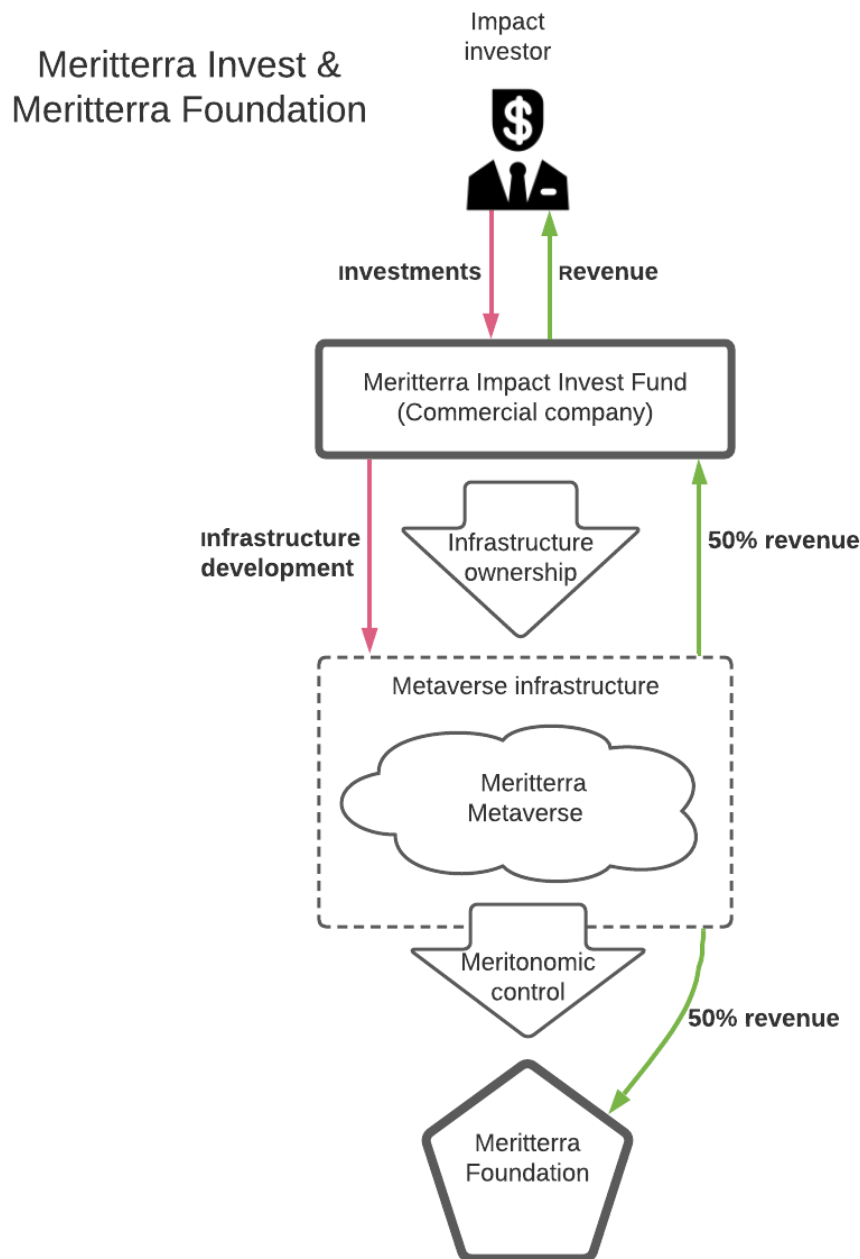 Meritterra Invest &
Meritterra Foundation
Impact
investor
$
Investments
Revenue
Meritterra Impact Invest Fund
(Commercial company)
Infrastructure
development
Infrastructure
ownership
50% revenue
Metaverse infrastructure
Meritterra
Metaverse
Meritonomic
control
50% revenue
Meritterra
Foundation